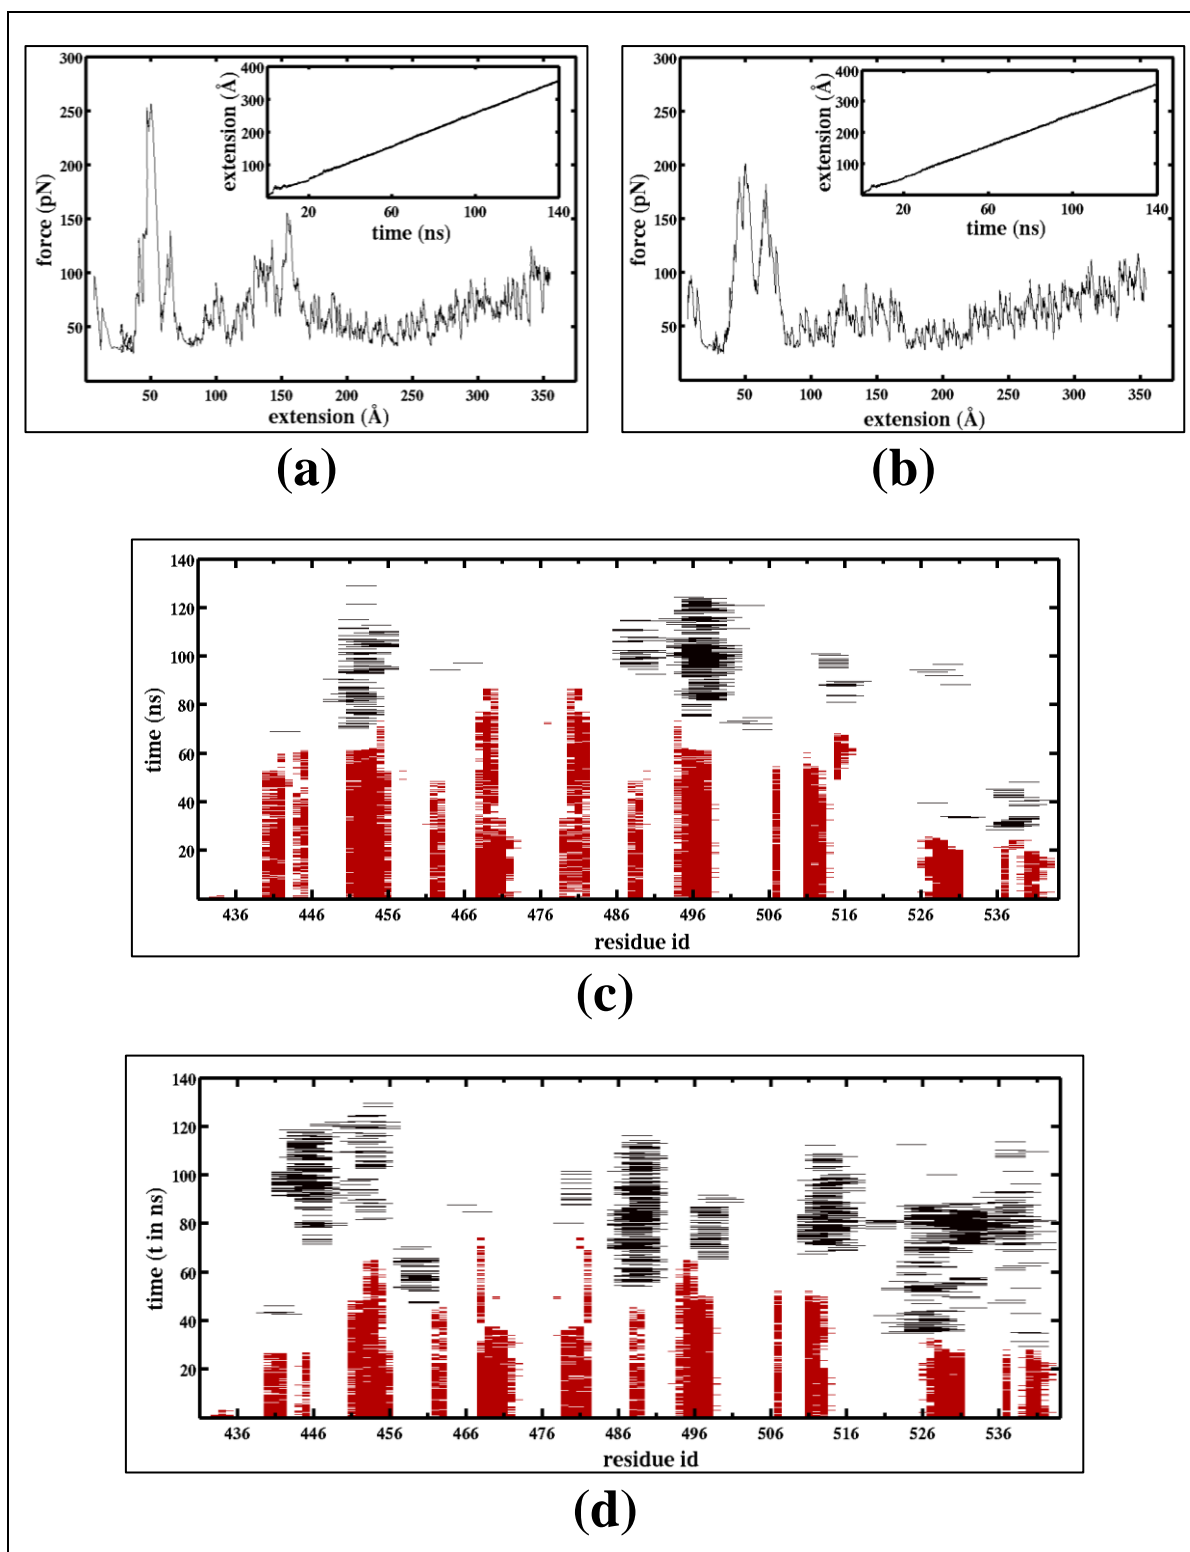 300
250
200
150
100
50
force (pN)
50 100 150 200 250 300 350
extension (Å)
400
300
200
100
extension (Å)
20 60 100 140
time (ns)
(a)
300
250
200
150
100
50
force (pN)
50 100 150 200 250 300 350
extension (Å)
400
300
200
100
extension (Å)
20 60 100 140
time (ns)
(b)
140
120
100
80
60
40
20
time (ns)
436 446 456 466 476 486 496 506 516 526 536
residue id
(c)
140
120
100
80
60
40
20
time (t in ns)
436 446 456 466 476 486 496 506 516 526 536
residue id
(d)